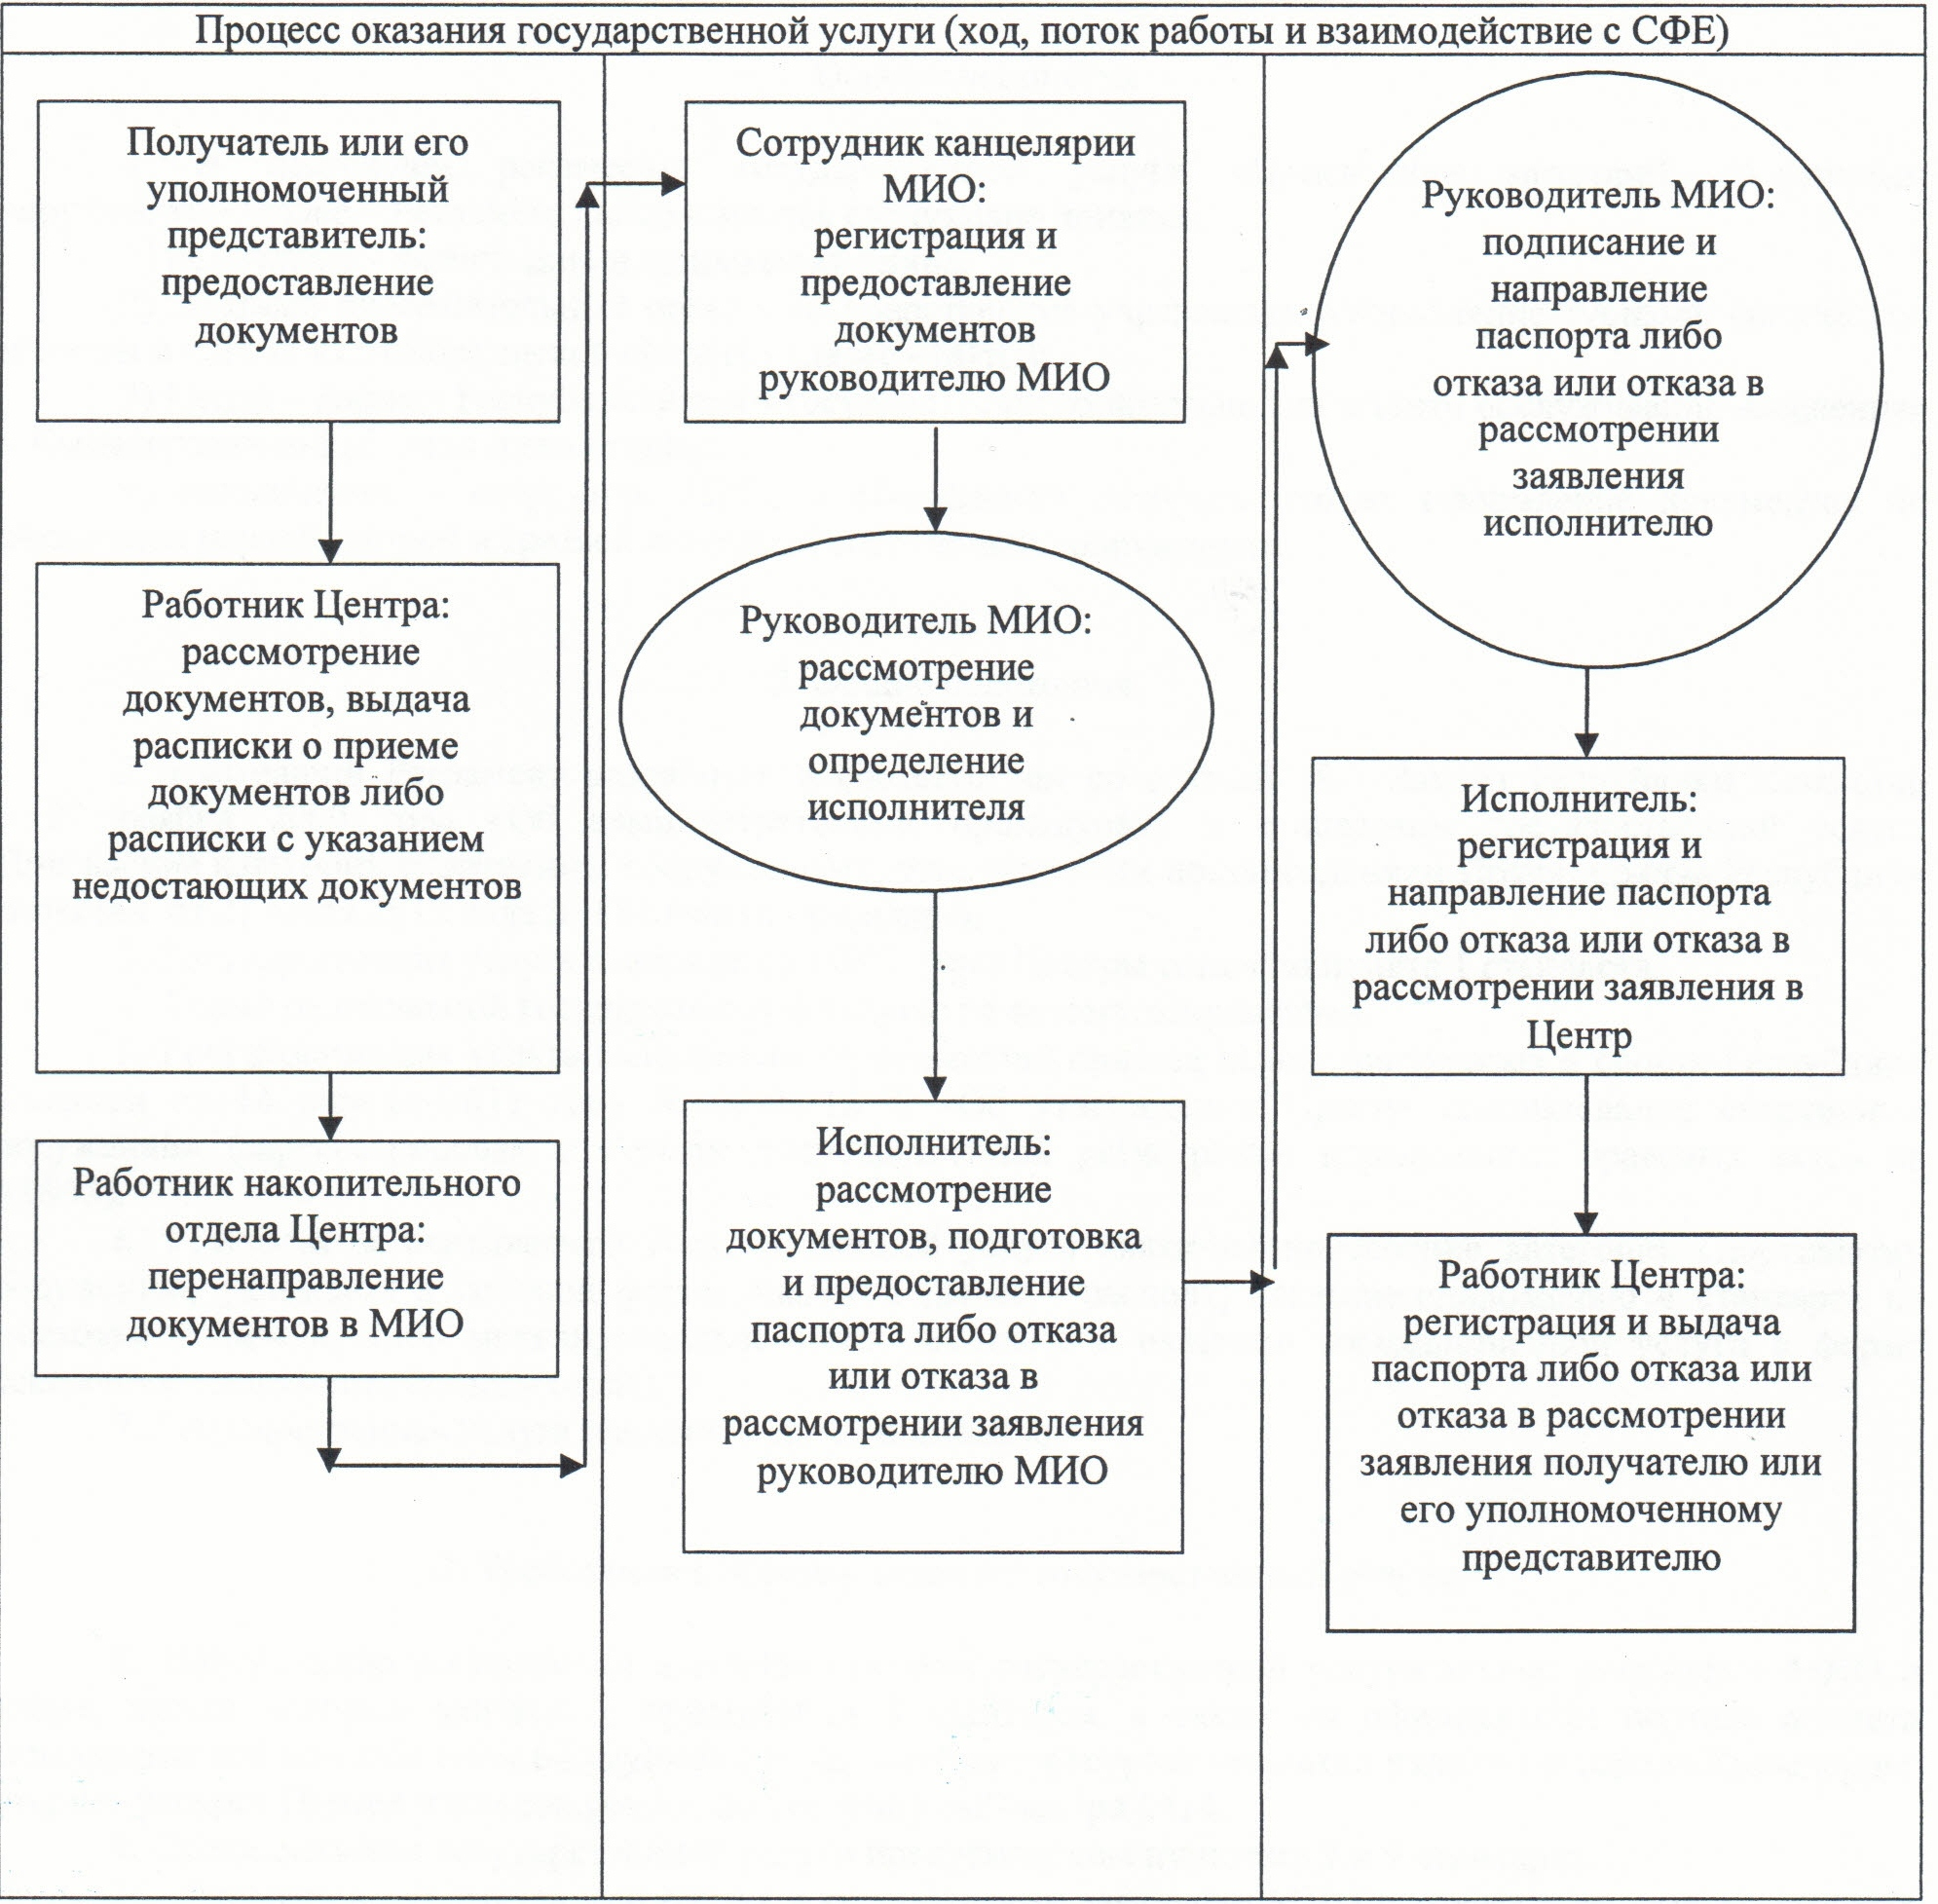 Процесс оказания государственной услуги (ход, поток работы и взаимодействие с СФЕ)
Получатель или его
уполномоченный
представитель:
предоставление
документов
Работник Центра:
рассмотрение
документов, выдача
расписки о приеме
документов либо
расписки с указанием
недостающих документов
Работник накопительного
отдела Центра:
перенаправление
документов в МИО
Сотрудник канцелярии
МИО:
регистрация и
предоставление
документов
руководителю МИО
Руководитель МИО:
рассмотрение
документов и
определение
исполнителя
Исполнитель:
рассмотрение
документов, подготовка
и предоставление
паспорта либо отказа
или отказа в
рассмотрении заявления
руководителю МИО
Руководитель МИО:
подписание и
направление
паспорта либо
отказа или отказа в
рассмотрении
заявления
исполнителю
Исполнитель:
регистрация и
направление паспорта
либо отказа или отказа в
рассмотрении заявления в
Центр
Работник Центра:
регистрация и выдача
паспорта либо отказа или
отказа в рассмотрении
заявления получателю или
его уполномоченному
представителю